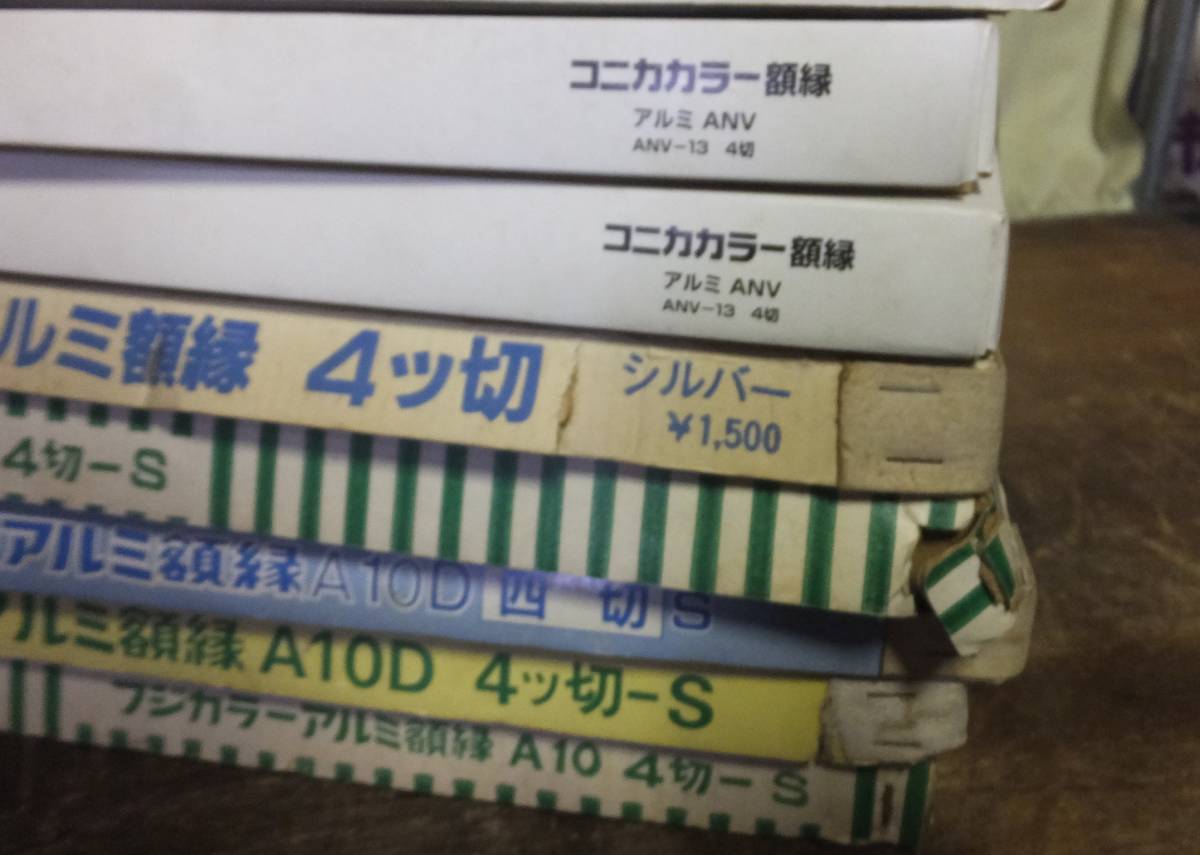 コニカカラー額縁
アルミ ANV
ANV-13 4切
コニカカラー額縁
アルミ ANV
ANV-13 4切
ルミ額縁 4ッ切 シルバー
¥1,500
4切-S
アルミ額縁 A10D 四切 S
アルミ額縁 A10D 4ッ切-S
フジカラーアルミ額縁 A10 4切-S